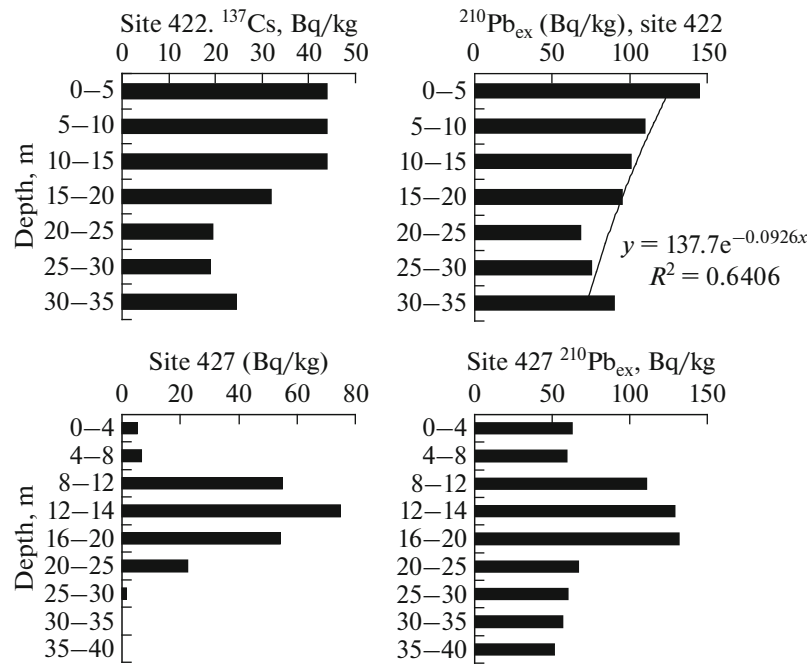 Site 422. ¹³⁷Cs, Bq/kg
0 10 20 30 40 50
Depth, m
0–5
5–10
10–15
15–20
20–25
25–30
30–35
²¹⁰Pbₑₓ (Bq/kg), site 422
0 50 100 150
0–5
5–10
10–15
15–20
20–25
25–30
30–35
y = 137.7e^{−0.0926x}
R² = 0.6406
Site 427 (Bq/kg)
0 20 40 60 80
Depth, m
0–4
4–8
8–12
12–14
16–20
20–25
25–30
30–35
35–40
Site 427 ²¹⁰Pbₑₓ, Bq/kg
0 50 100 150
0–4
4–8
8–12
12–14
16–20
20–25
25–30
30–35
35–40